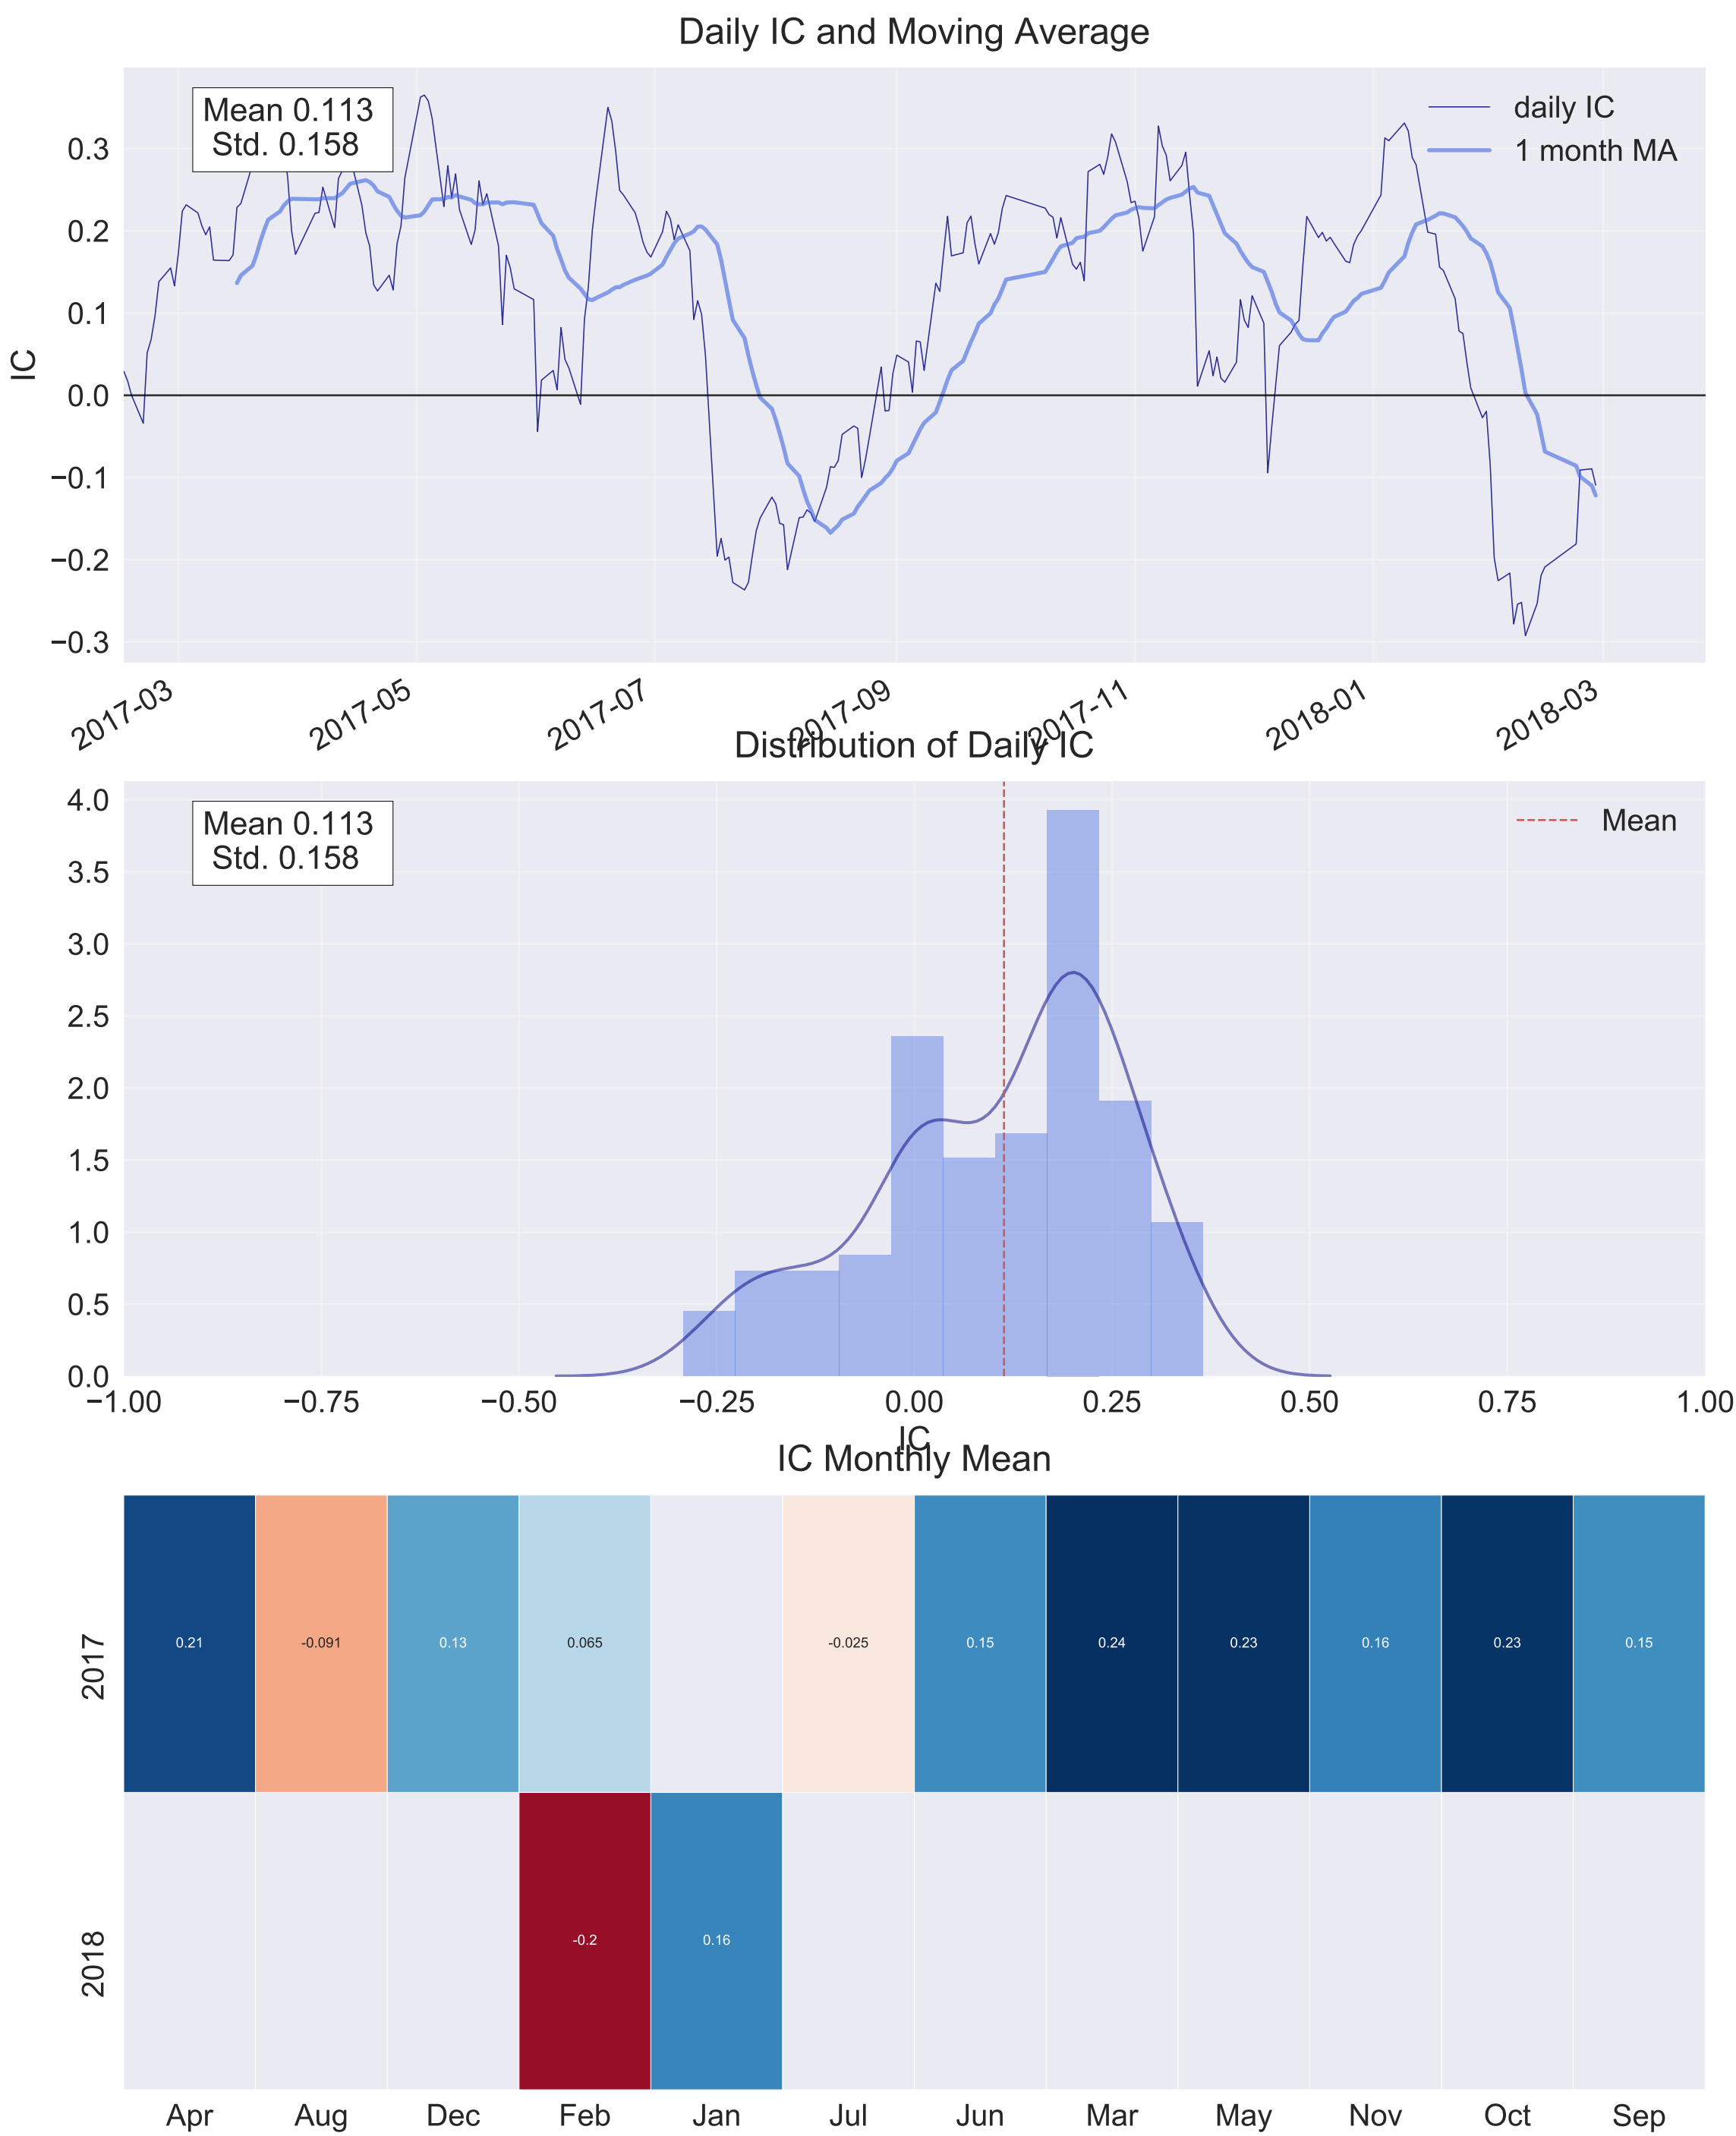 Daily IC and Moving Average
Mean 0.113
Std. 0.158
daily IC
1 month MA
IC
0.3
0.2
0.1
0.0
−0.1
−0.2
−0.3
2017-03
2017-05
2017-07
2017-09
2017-11
2018-01
2018-03
Distribution of Daily IC
Mean 0.113
Std. 0.158
Mean
4.0
3.5
3.0
2.5
2.0
1.5
1.0
0.5
0.0
−1.00 −0.75 −0.50 −0.25 0.00 0.25 0.50 0.75 1.00
IC
IC Monthly Mean
2017
0.21 -0.091 0.13 0.065 -0.025 0.15 0.24 0.23 0.16 0.23 0.15
2018
-0.2 0.16
Apr Aug Dec Feb Jan Jul Jun Mar May Nov Oct Sep